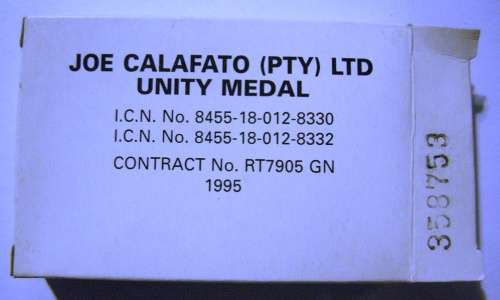 JOE CALAFATO (PTY) LTD
UNITY MEDAL
I.C.N. No. 8455-18-012-8330
I.C.N. No. 8455-18-012-8332
CONTRACT No. RT7905 GN
1995
358753